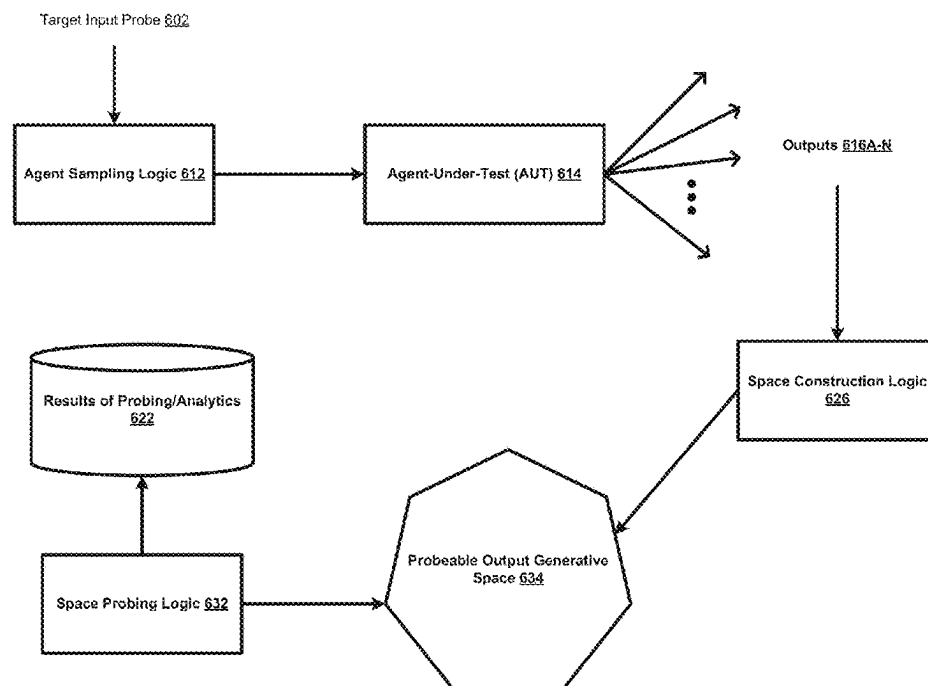 Target Input Probe 602
Agent Sampling Logic 612
Agent-Under-Test (AUT) 614
Outputs 616A-N
Space Construction Logic
626
Results of Probing/Analytics
622
Probeable Output Generative
Space 634
Space Probing Logic 632